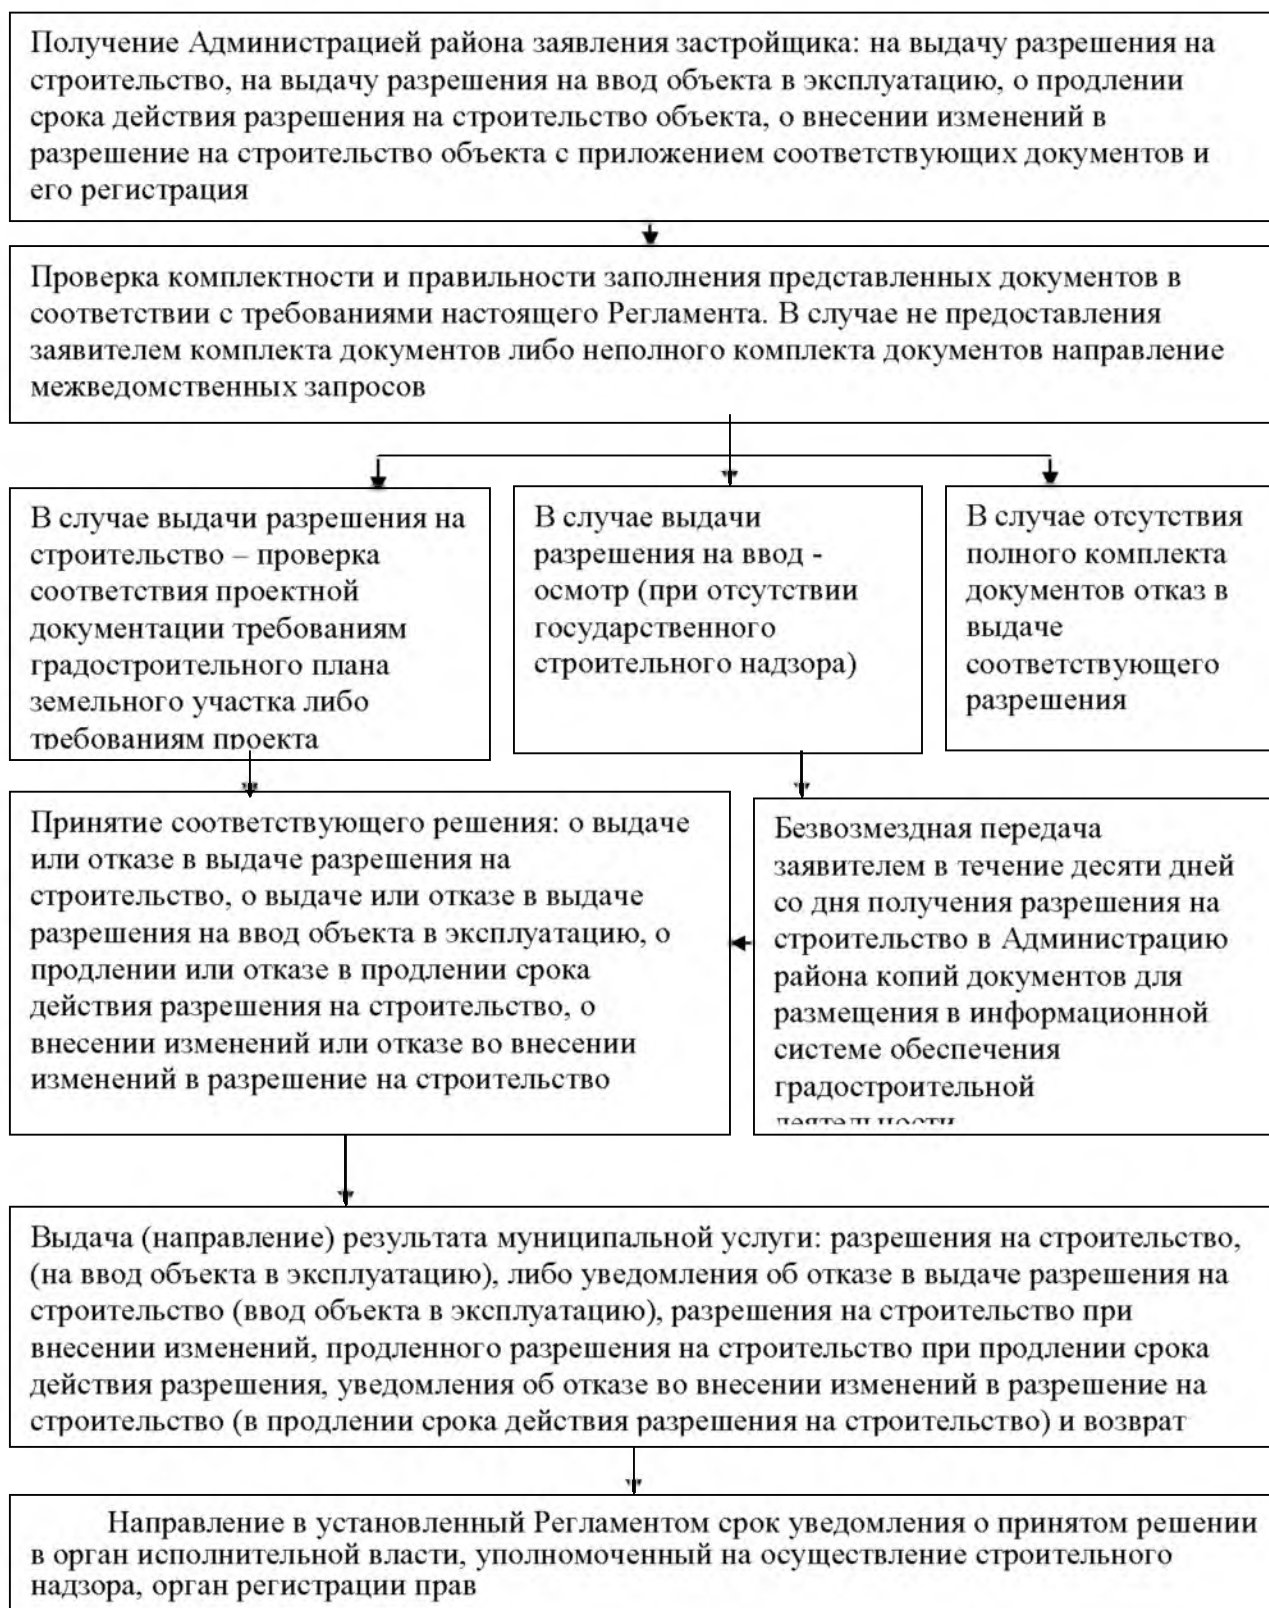 Получение Администрацией района заявления застройщика: на выдачу разрешения на
строительство, на выдачу разрешения на ввод объекта в эксплуатацию, о продлении
срока действия разрешения на строительство объекта, о внесении изменений в
разрешение на строительство объекта с приложением соответствующих документов и
его регистрация
Проверка комплектности и правильности заполнения представленных документов в
соответствии с требованиями настоящего Регламента. В случае не предоставления
заявителем комплекта документов либо неполного комплекта документов направление
межведомственных запросов
В случае выдачи разрешения на
строительство – проверка
соответствия проектной
документации требованиям
градостроительного плана
земельного участка либо
требованиям проекта
В случае выдачи
разрешения на ввод -
осмотр (при отсутствии
государственного
строительного надзора)
В случае отсутствия
полного комплекта
документов отказ в
выдаче
соответствующего
разрешения
Принятие соответствующего решения: о выдаче
или отказе в выдаче разрешения на
строительство, о выдаче или отказе в выдаче
разрешения на ввод объекта в эксплуатацию, о
продлении или отказе в продлении срока
действия разрешения на строительство, о
внесении изменений или отказе во внесении
изменений в разрешение на строительство
Безвозмездная передача
заявителем в течение десяти дней
со дня получения разрешения на
строительство в Администрацию
района копий документов для
размещения в информационной
системе обеспечения
градостроительной
деятельности
Выдача (направление) результата муниципальной услуги: разрешения на строительство,
(на ввод объекта в эксплуатацию), либо уведомления об отказе в выдаче разрешения на
строительство (ввод объекта в эксплуатацию), разрешения на строительство при
внесении изменений, продленного разрешения на строительство при продлении срока
действия разрешения, уведомления об отказе во внесении изменений в разрешение на
строительство (в продлении срока действия разрешения на строительство) и возврат
Направление в установленный Регламентом срок уведомления о принятом решении
в орган исполнительной власти, уполномоченный на осуществление строительного
надзора, орган регистрации прав